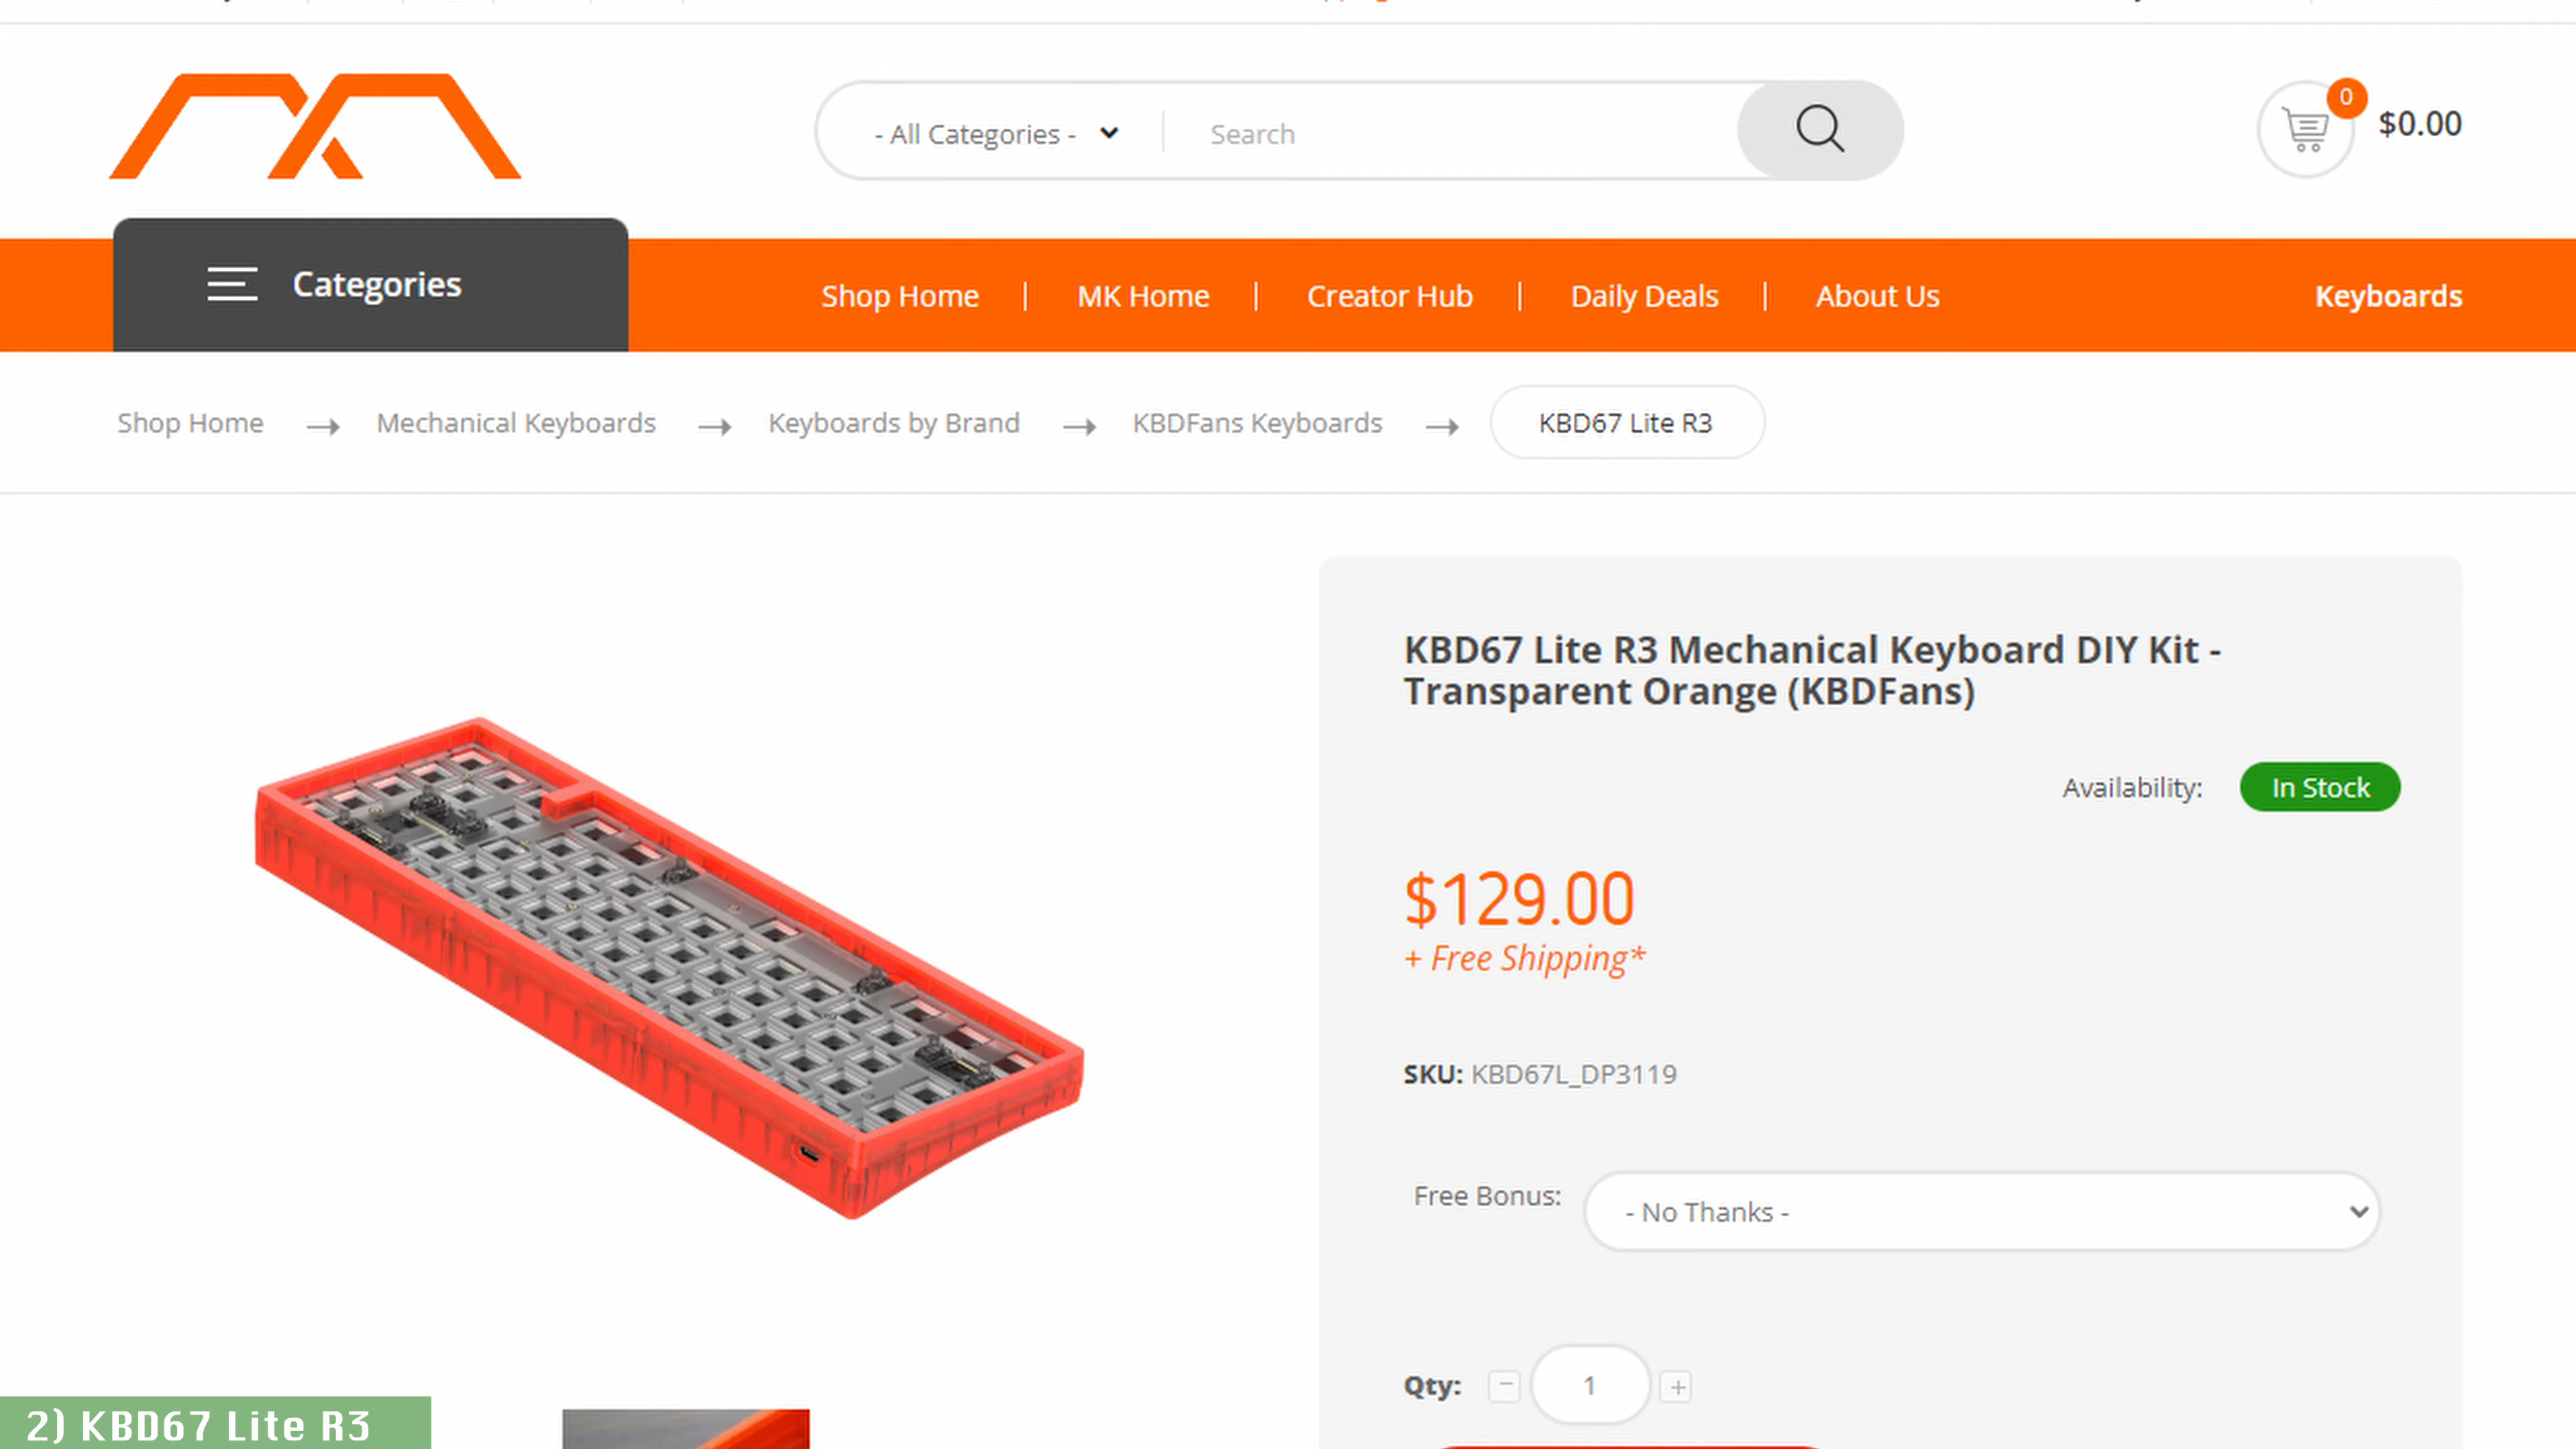 - All Categories -
Search
0
$0.00
Categories
Shop Home
MK Home
Creator Hub
Daily Deals
About Us
Keyboards
Shop Home → Mechanical Keyboards → Keyboards by Brand → KBDFans Keyboards → KBD67 Lite R3
KBD67 Lite R3 Mechanical Keyboard DIY Kit -
Transparent Orange (KBDFans)
Availability: In Stock
$129.00
+ Free Shipping*
SKU: KBD67L_DP3119
Free Bonus: - No Thanks -
Qty: − 1 +
2) KBD67 Lite R3